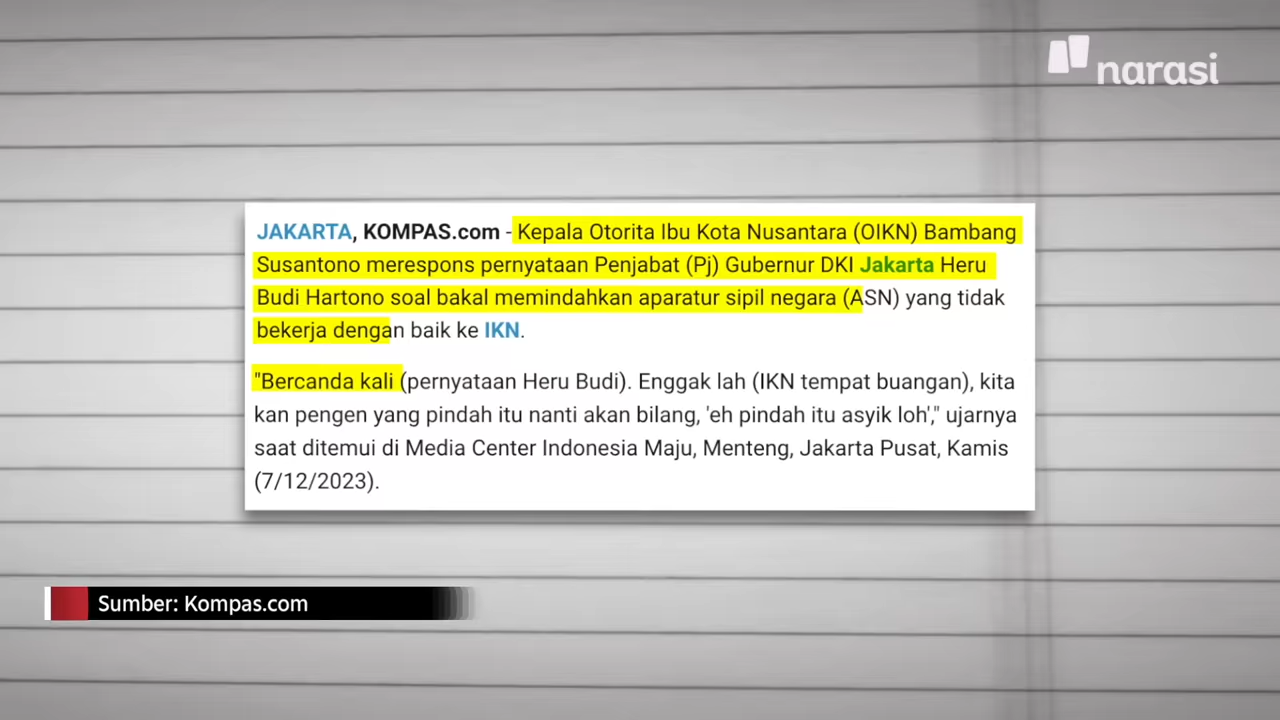 narasi
JAKARTA, KOMPAS.com - Kepala Otorita Ibu Kota Nusantara (OIKN) Bambang
Susantono merespons pernyataan Penjabat (Pj) Gubernur DKI Jakarta Heru
Budi Hartono soal bakal memindahkan aparatur sipil negara (ASN) yang tidak
bekerja dengan baik ke IKN.
"Bercanda kali (pernyataan Heru Budi). Enggak lah (IKN tempat buangan), kita
kan pengen yang pindah itu nanti akan bilang, 'eh pindah itu asyik loh'," ujarnya
saat ditemui di Media Center Indonesia Maju, Menteng, Jakarta Pusat, Kamis
(7/12/2023).
Sumber: Kompas.com